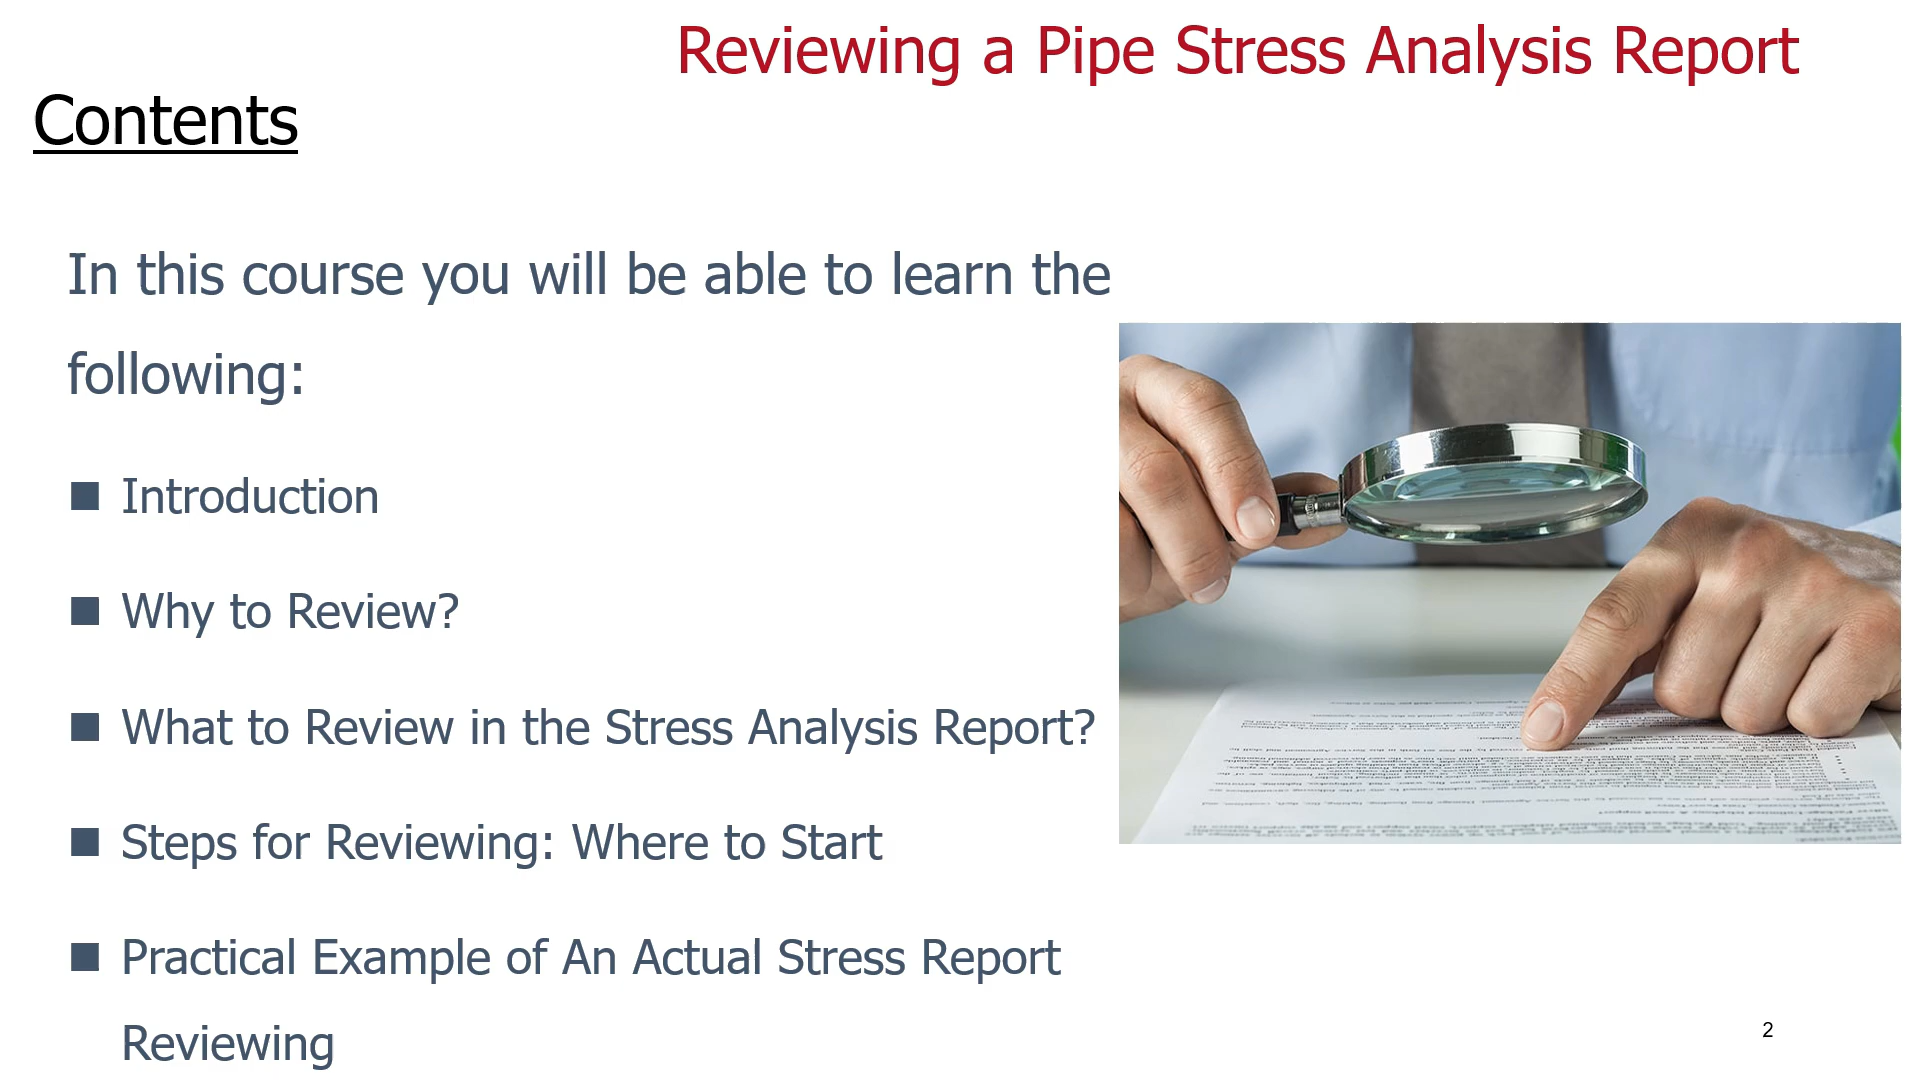 Reviewing a Pipe Stress Analysis Report
Contents
In this course you will be able to learn the
following:
■ Introduction
■ Why to Review?
■ What to Review in the Stress Analysis Report?
■ Steps for Reviewing: Where to Start
■ Practical Example of An Actual Stress Report
Reviewing
2